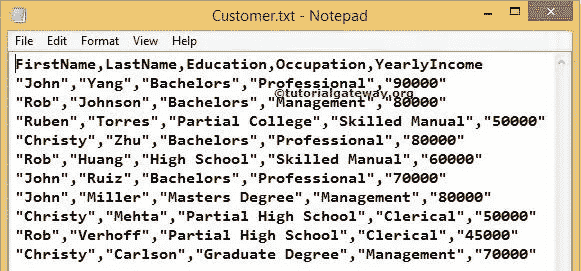 Customer.txt - Notepad
File Edit Format View Help
FirstName,LastName,Education,Occupation,YearlyIncome
"John","Yang","Bachelors","Professional","90000"
©tutorialgateway.org
"Rob","Johnson","Bachelors","Management","80000"
"Ruben","Torres","Partial College","Skilled Manual","50000"
"Christy","Zhu","Bachelors","Professional","80000"
"Rob","Huang","High School","Skilled Manual","60000"
"John","Ruiz","Bachelors","Professional","70000"
"John","Miller","Masters Degree","Management","80000"
"Christy","Mehta","Partial High School","Clerical","50000"
"Rob","Verhoff","Partial High School","Clerical","45000"
"Christy","Carlson","Graduate Degree","Management","70000"